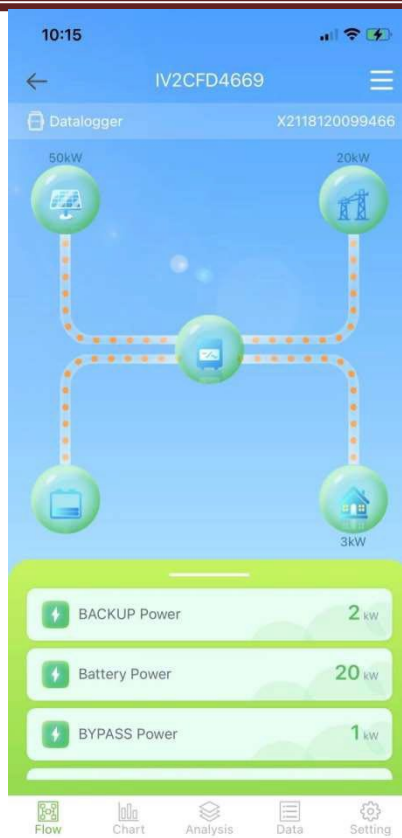 10:15
IV2CFD4669
Datalogger X2118120099466
50kW 20kW
3kW
BACKUP Power 2 kW
Battery Power 20 kW
BYPASS Power 1 kW
Flow Chart Analysis Data Setting